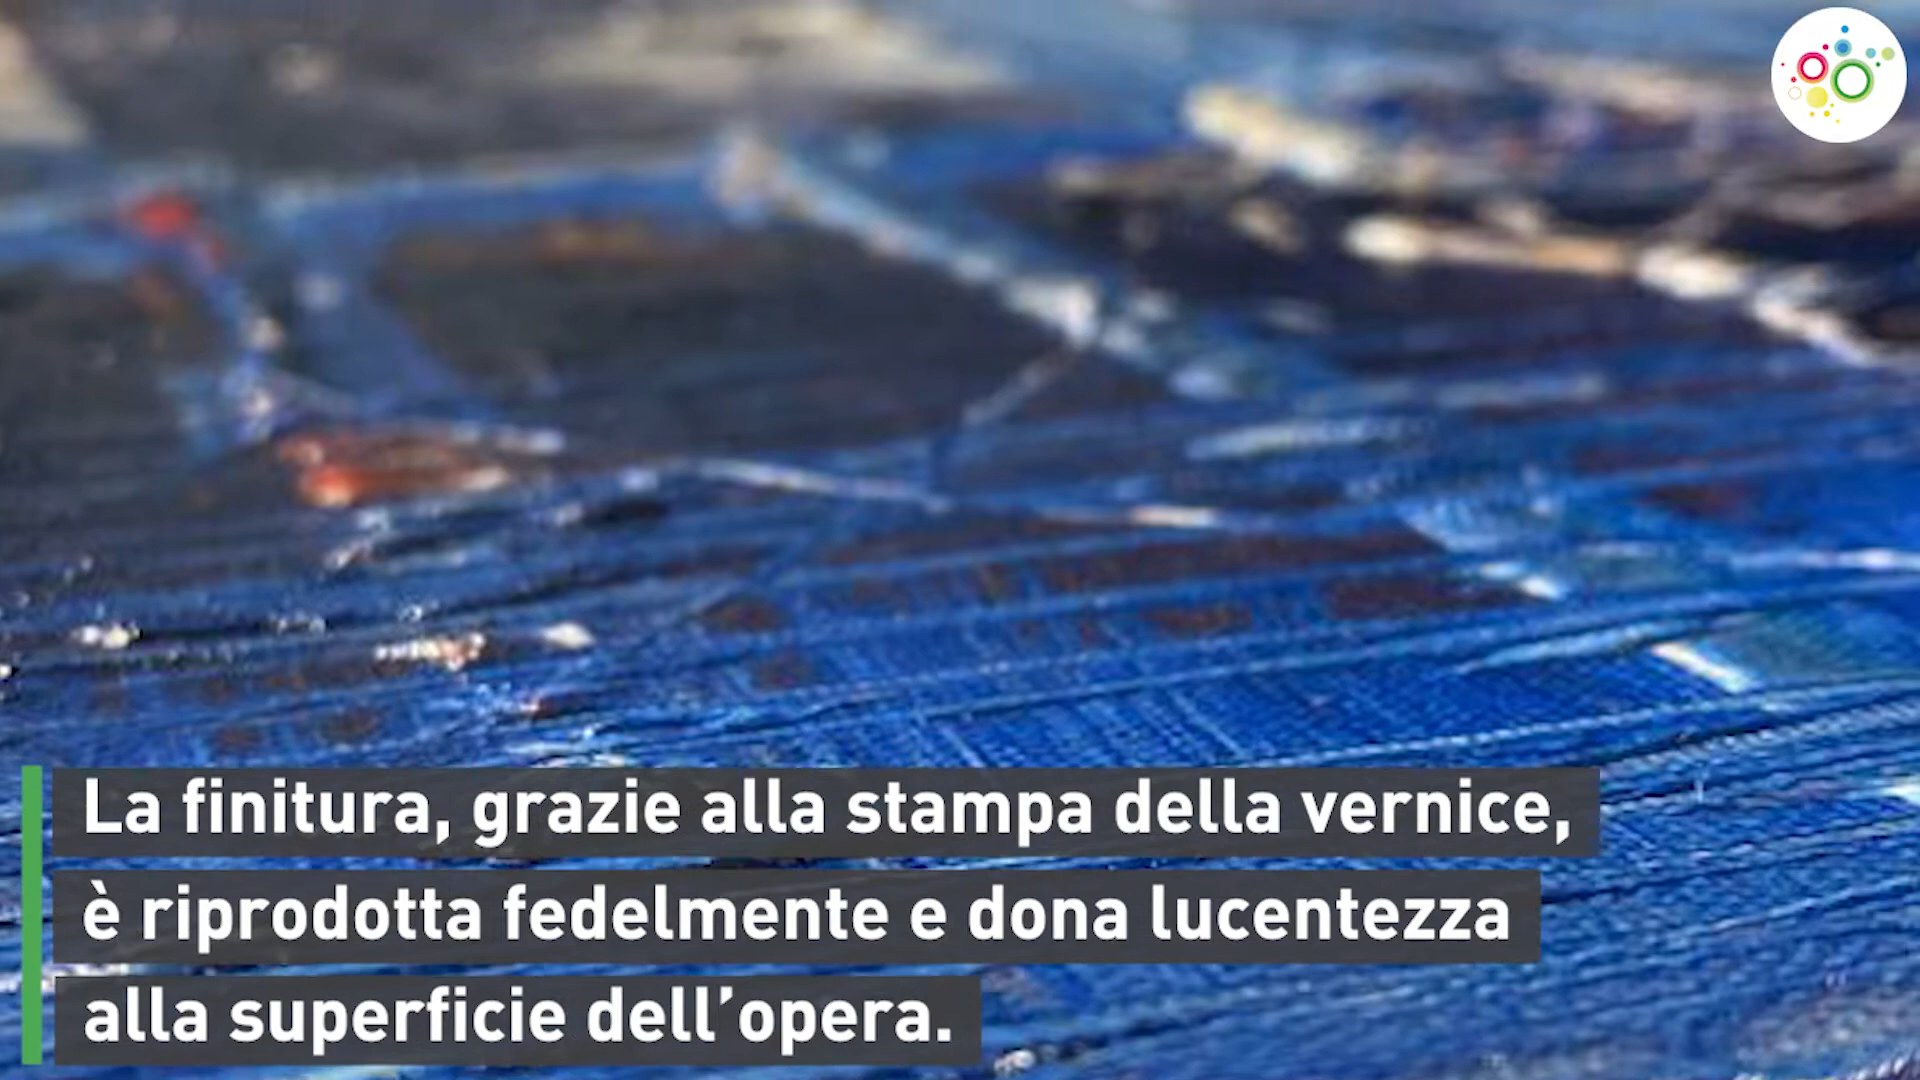 La finitura, grazie alla stampa della vernice,
è riprodotta fedelmente e dona lucentezza
alla superficie dell’opera.